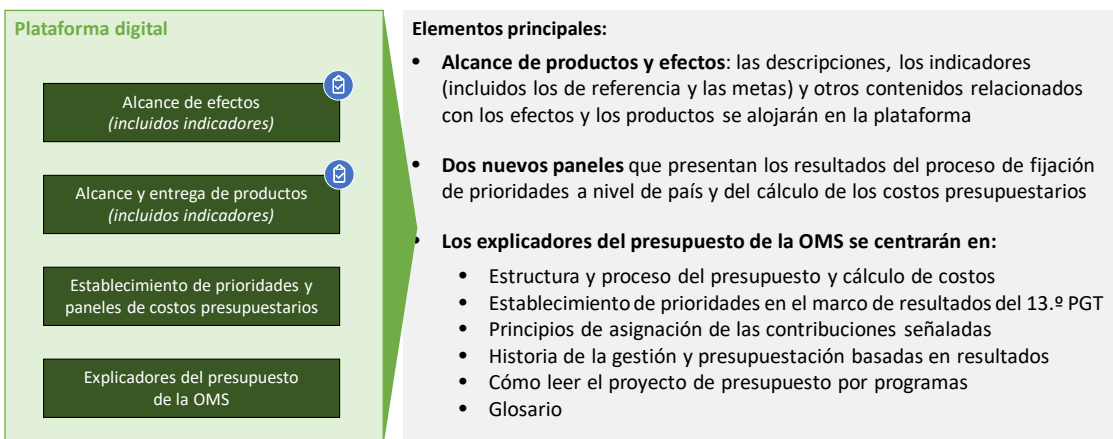 Plataforma digital
Alcance de efectos
(incluidos indicadores)
Alcance y entrega de productos
(incluidos indicadores)
Establecimiento de prioridades y
paneles de costos presupuestarios
Explicadores del presupuesto
de la OMS
Elementos principales:
• Alcance de productos y efectos: las descripciones, los indicadores
(incluidos los de referencia y las metas) y otros contenidos relacionados
con los efectos y los productos se alojarán en la plataforma
• Dos nuevos paneles que presentan los resultados del proceso de fijación
de prioridades a nivel de país y del cálculo de los costos presupuestarios
• Los explicadores del presupuesto de la OMS se centrarán en:
• Estructura y proceso del presupuesto y cálculo de costos
• Establecimiento de prioridades en el marco de resultados del 13.º PGT
• Principios de asignación de las contribuciones señaladas
• Historia de la gestión y presupuestación basadas en resultados
• Cómo leer el proyecto de presupuesto por programas
• Glosario